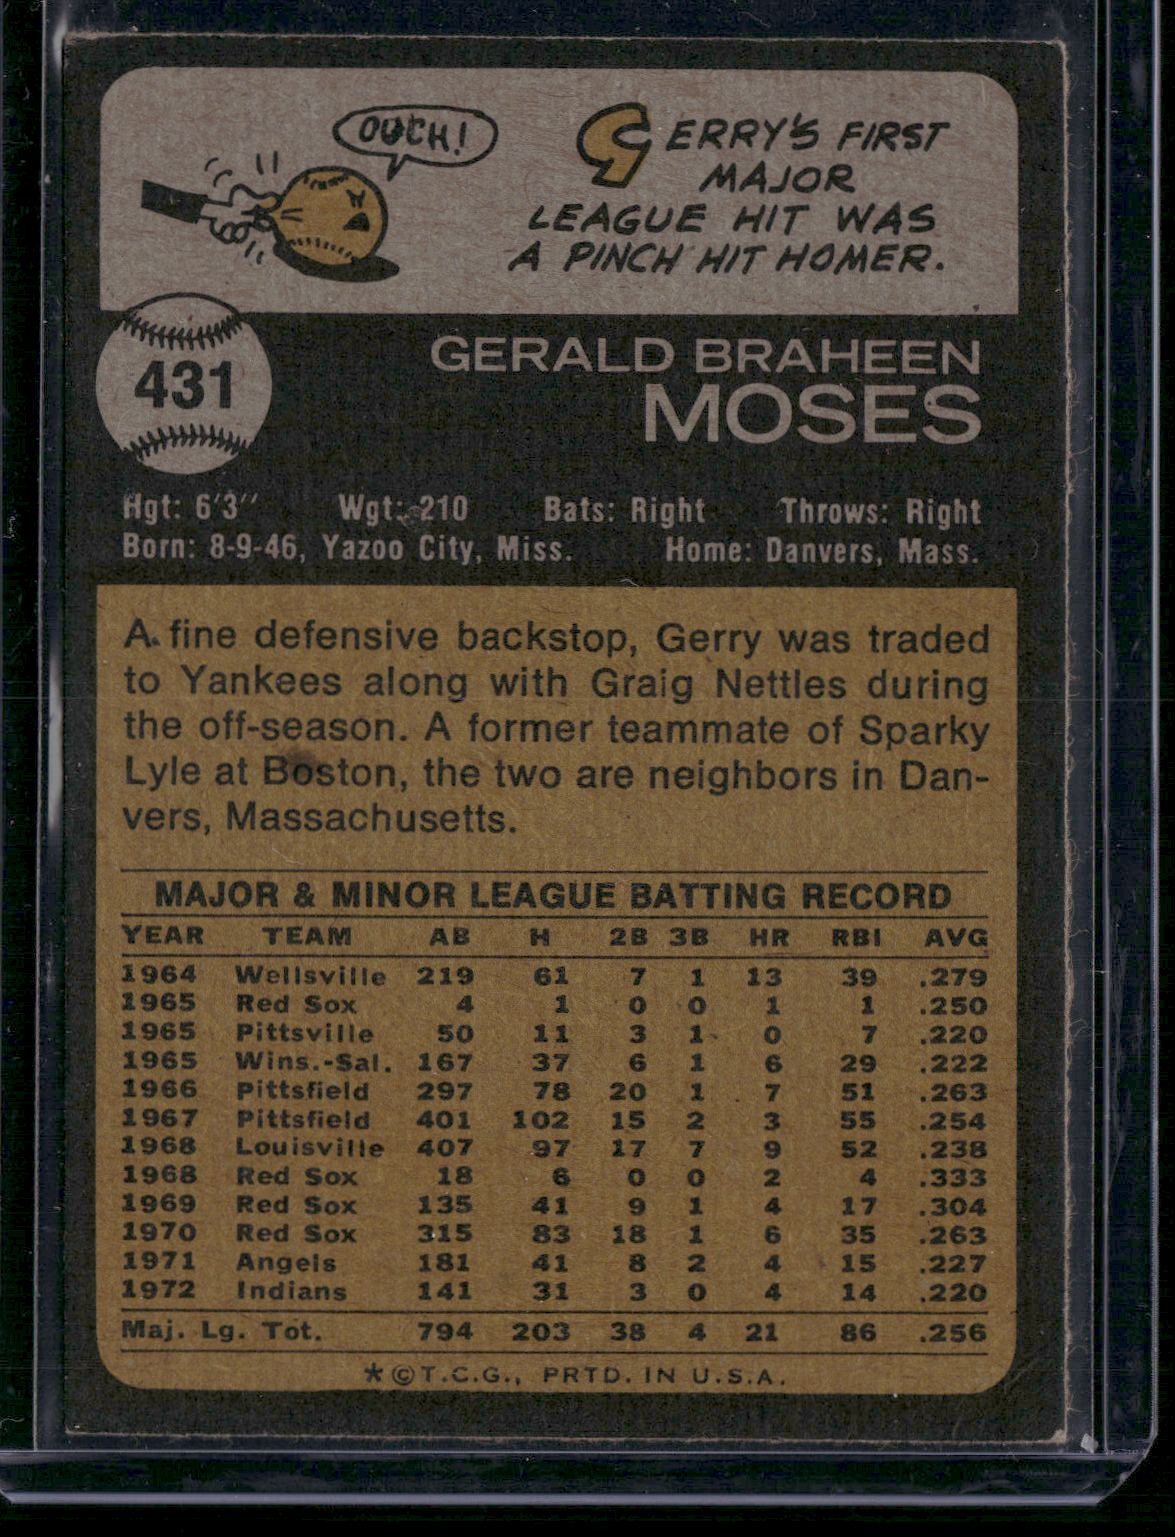 OUCH!
GERRY'S FIRST
MAJOR
LEAGUE HIT WAS
A PINCH HIT HOMER.
431
GERALD BRAHEEN
MOSES
Hgt: 6'3" Wgt: 210 Bats: Right Throws: Right
Born: 8-9-46, Yazoo City, Miss. Home: Danvers, Mass.
A fine defensive backstop, Gerry was traded
to Yankees along with Graig Nettles during
the off-season. A former teammate of Sparky
Lyle at Boston, the two are neighbors in Dan-
vers, Massachusetts.
MAJOR & MINOR LEAGUE BATTING RECORD
YEAR TEAM AB H 2B 3B HR RBI AVG
1964 Wellsville 219 61 7 1 13 39 .279
1965 Red Sox 4 1 0 0 1 1 .250
1965 Pittsville 50 11 3 1 0 7 .220
1965 Wins.-Sal. 167 37 6 1 6 29 .222
1966 Pittsfield 297 78 20 1 7 51 .263
1967 Pittsfield 401 102 15 2 3 55 .254
1968 Louisville 407 97 17 7 9 52 .238
1968 Red Sox 18 6 0 0 2 4 .333
1969 Red Sox 135 41 9 1 4 17 .304
1970 Red Sox 315 83 18 1 6 35 .263
1971 Angels 181 41 8 2 4 15 .227
1972 Indians 141 31 3 0 4 14 .220
Maj. Lg. Tot. 794 203 38 4 21 86 .256
*©T.C.G., PRTD. IN U.S.A.